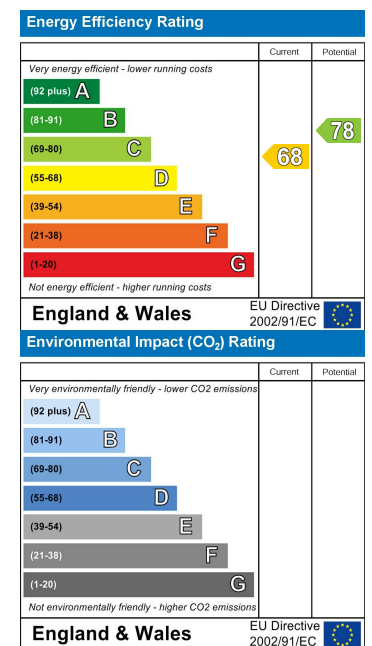 Energy Efficiency Rating
Current Potential
Very energy efficient - lower running costs
(92 plus) A
(81-91) B
(69-80) C
(55-68) D
(39-54) E
(21-38) F
(1-20) G
68
78
Not energy efficient - higher running costs
England & Wales
EU Directive
2002/91/EC
Environmental Impact (CO₂) Rating
Current Potential
Very environmentally friendly - lower CO2 emissions
(92 plus) A
(81-91) B
(69-80) C
(55-68) D
(39-54) E
(21-38) F
(1-20) G
Not environmentally friendly - higher CO2 emissions
England & Wales
EU Directive
2002/91/EC